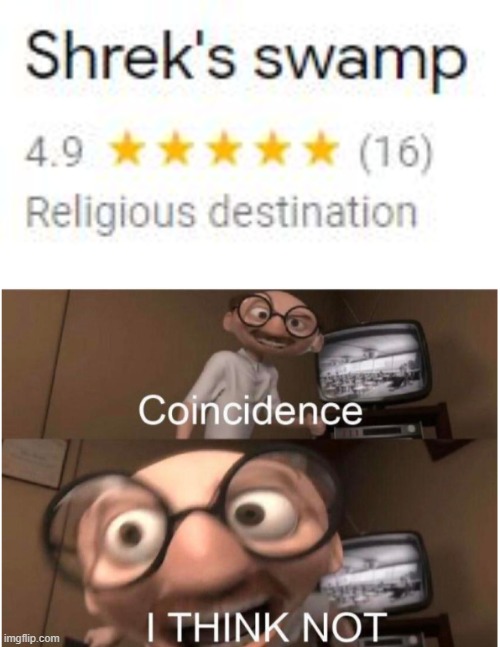 Shrek's swamp
4.9 ★★★★★ (16)
Religious destination
Coincidence
I THINK NOT
imgflip.com